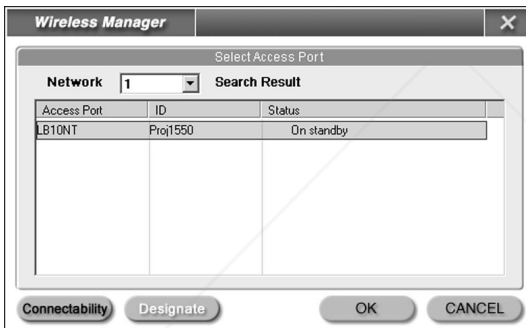 Wireless Manager
Select Access Port
Network 1 Search Result
Access Port ID Status
LB10NT Proj1550 On standby
Connectability Designate OK CANCEL